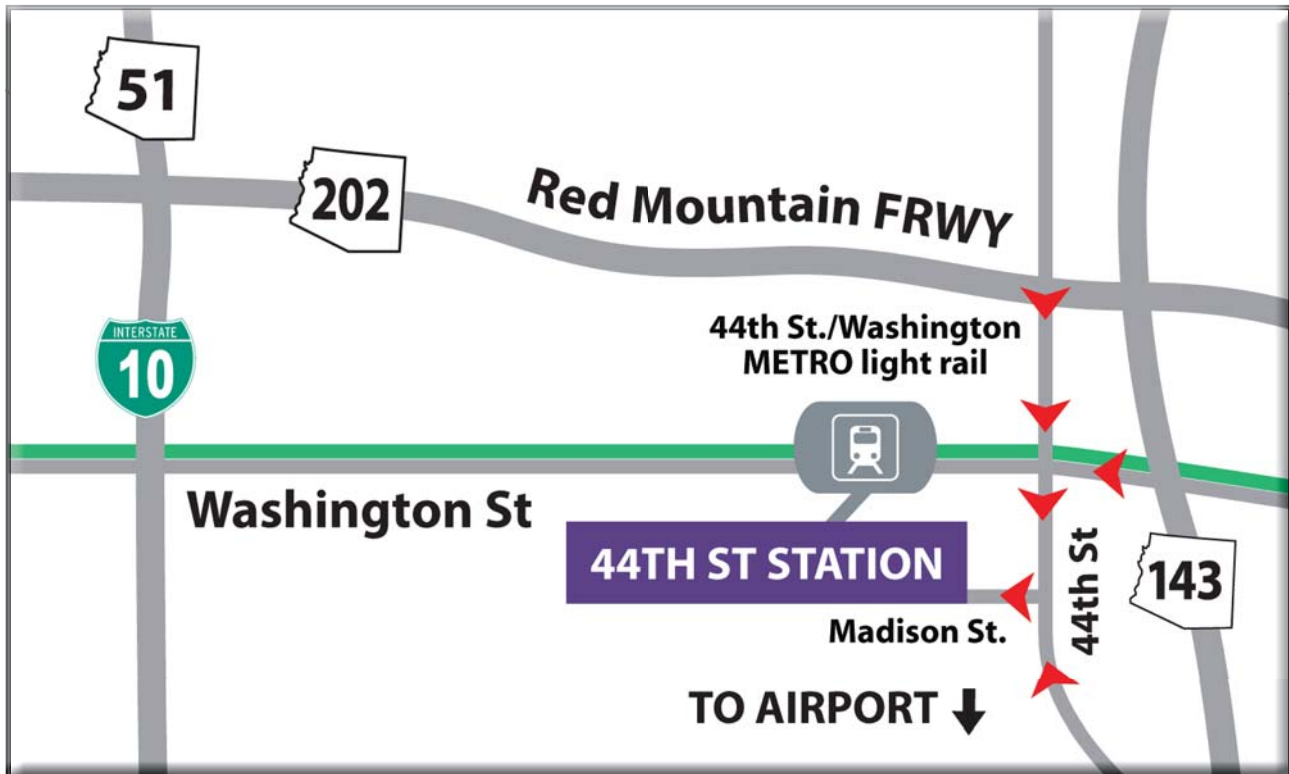 51
202
Red Mountain FRWY
INTERSTATE
10
44th St./Washington
METRO light rail
Washington St
44TH ST STATION
44th St
143
Madison St.
TO AIRPORT